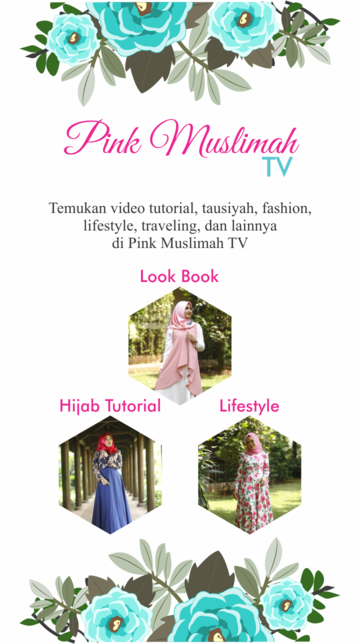 Pink Muslimah
TV
Temukan video tutorial, tausiyah, fashion,
lifestyle, traveling, dan lainnya
di Pink Muslimah TV
Look Book
Hijab Tutorial
Lifestyle